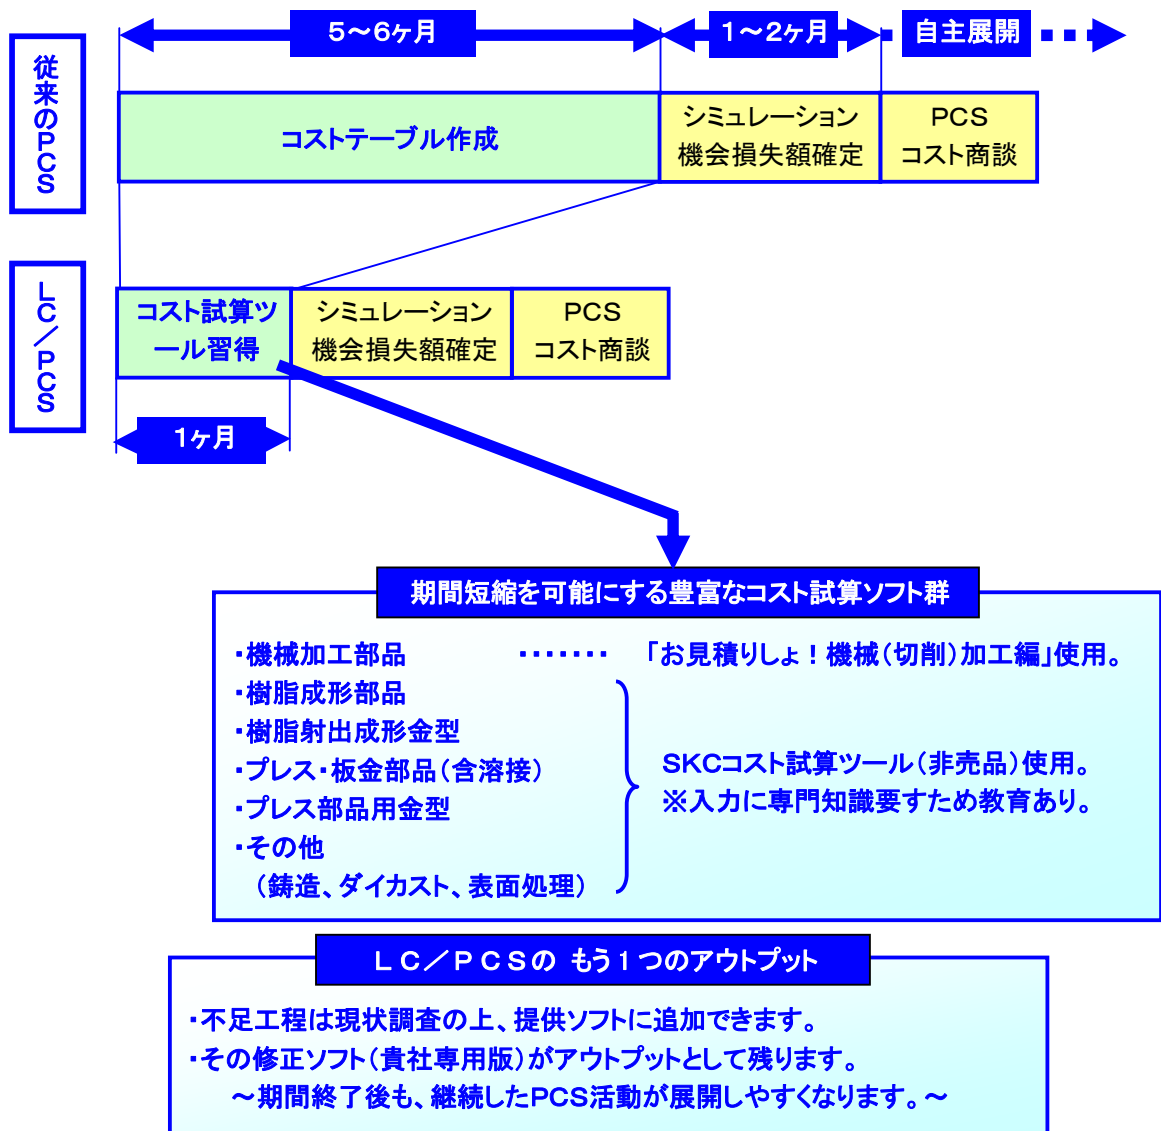 5～6ヶ月
1～2ヶ月
自主展開
従来のPCS
コストテーブル作成
シミュレーション
機会損失額確定
PCS
コスト商談
LC／PCS
コスト試算ツ
ール習得
シミュレーション
機会損失額確定
PCS
コスト商談
1ヶ月
期間短縮を可能にする豊富なコスト試算ソフト群
・機械加工部品 ・・・・・・・ 「お見積りしょ！機械（切削）加工編」使用。
・樹脂成形部品
・樹脂射出成形金型
・プレス・板金部品（含溶接）
・プレス部品用金型
・その他
（鋳造、ダイカスト、表面処理）
SKCコスト試算ツール（非売品）使用。
※入力に専門知識要すため教育あり。
ＬＣ／ＰＣＳの もう１つのアウトプット
・不足工程は現状調査の上、提供ソフトに追加できます。
・その修正ソフト（貴社専用版）がアウトプットとして残ります。
～期間終了後も、継続したPCS活動が展開しやすくなります。～